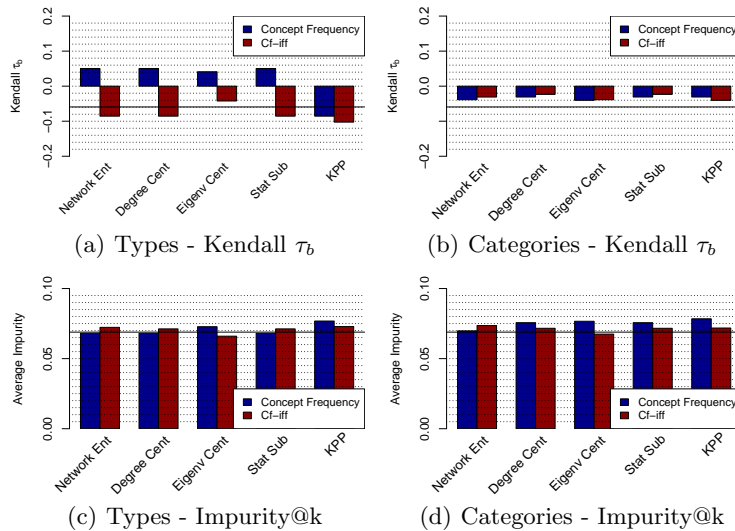 0.2
0.1
0.0
−0.1
−0.2
Kendall τb
Concept Frequency
Cf−iff
Network Ent
Degree Cent
Eigenv Cent
Stat Sub
KPP
(a) Types - Kendall τb
0.2
0.1
0.0
−0.1
−0.2
Kendall τb
Concept Frequency
Cf−iff
Network Ent
Degree Cent
Eigenv Cent
Stat Sub
KPP
(b) Categories - Kendall τb
0.10
0.05
0.00
Average Impurity
Concept Frequency
Cf−iff
Network Ent
Degree Cent
Eigenv Cent
Stat Sub
KPP
(c) Types - Impurity@k
0.10
0.05
0.00
Average Impurity
Concept Frequency
Cf−iff
Network Ent
Degree Cent
Eigenv Cent
Stat Sub
KPP
(d) Categories - Impurity@k